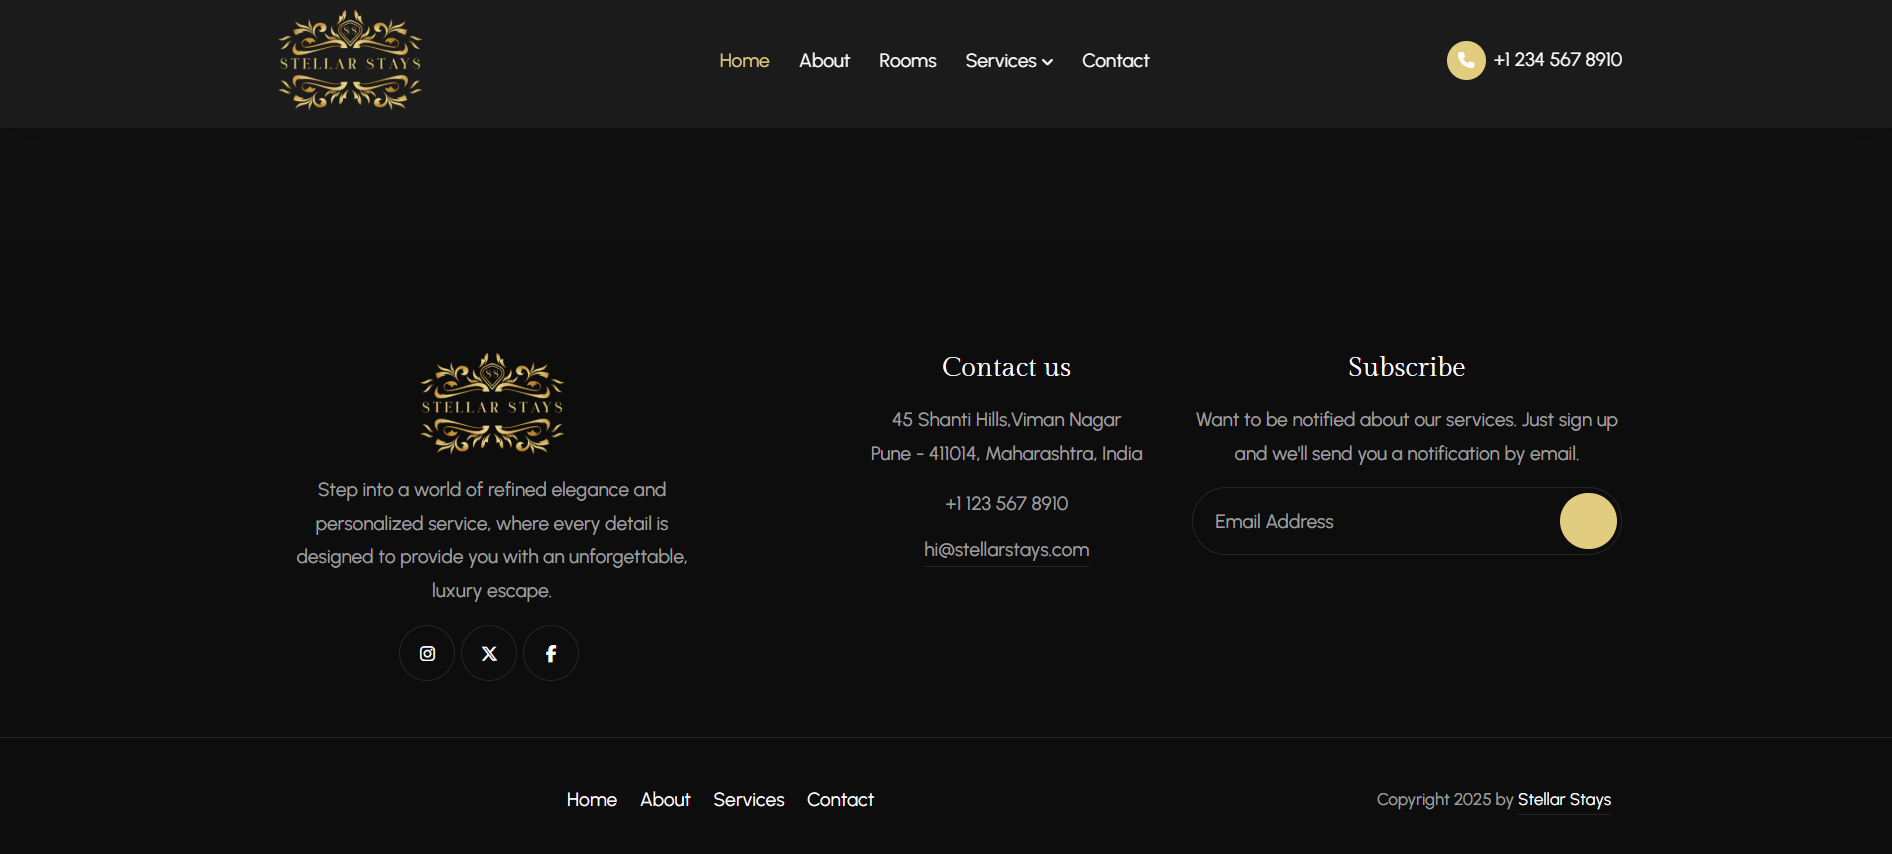 SS
STELLAR STAYS
Home About Rooms Services Contact
+1 234 567 8910
SS
STELLAR STAYS
Step into a world of refined elegance and
personalized service, where every detail is
designed to provide you with an unforgettable,
luxury escape.
Contact us
45 Shanti Hills,Viman Nagar
Pune - 411014, Maharashtra, India
+1 123 567 8910
hi@stellarstays.com
Subscribe
Want to be notified about our services. Just sign up
and we'll send you a notification by email.
Email Address
Home About Services Contact
Copyright 2025 by Stellar Stays